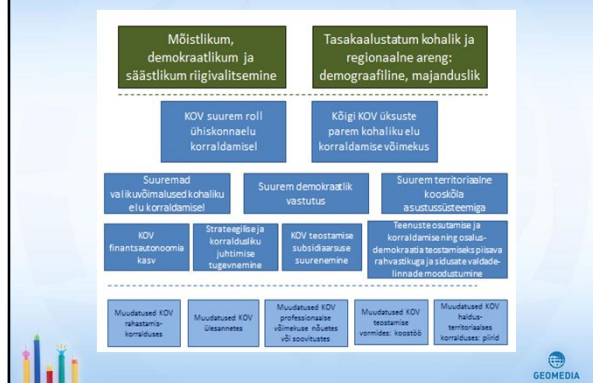 Mõistlikum,
demokraatlikum ja
säästlikum riigivalitsemine
Tasakaalustatum kohalik ja
regionaalne areng:
demograafiline, majanduslik
KOV suurem roll
ühiskonnaelu
korraldamisel
Kõigi KOV üksuste
parem kohaliku elu
korraldamise võimekus
Suuremad
valikuvõimalused kohaliku
elu korraldamisel
Suurem demokraatlik
vastutus
Suurem territoriaalne
kooskõla
asustussüsteemiga
KOV
finantsautonoomia
kasv
Strateegilise ja
korraldusliku
juhtimise
tugevnemine
KOV teostamise
subsidiaarsuse
suurenemine
Teenuste osutamise ja
korraldamise ning osalus-
demokraatia teostamiseks piisava
rahvastikuga ja sidusate valdade-
linnade moodustumine
Muudatused KOV
rahastamis-
korralduses
Muudatused KOV
ülesannetes
Muudatused KOV
professionaalse
võimekuse nõuetes
või soovitustes
Muudatused KOV
teostamise
vormides: koostöö
Muudatused KOV
haldus-
territoriaalses
korralduses: piirid
GEOMEDIA